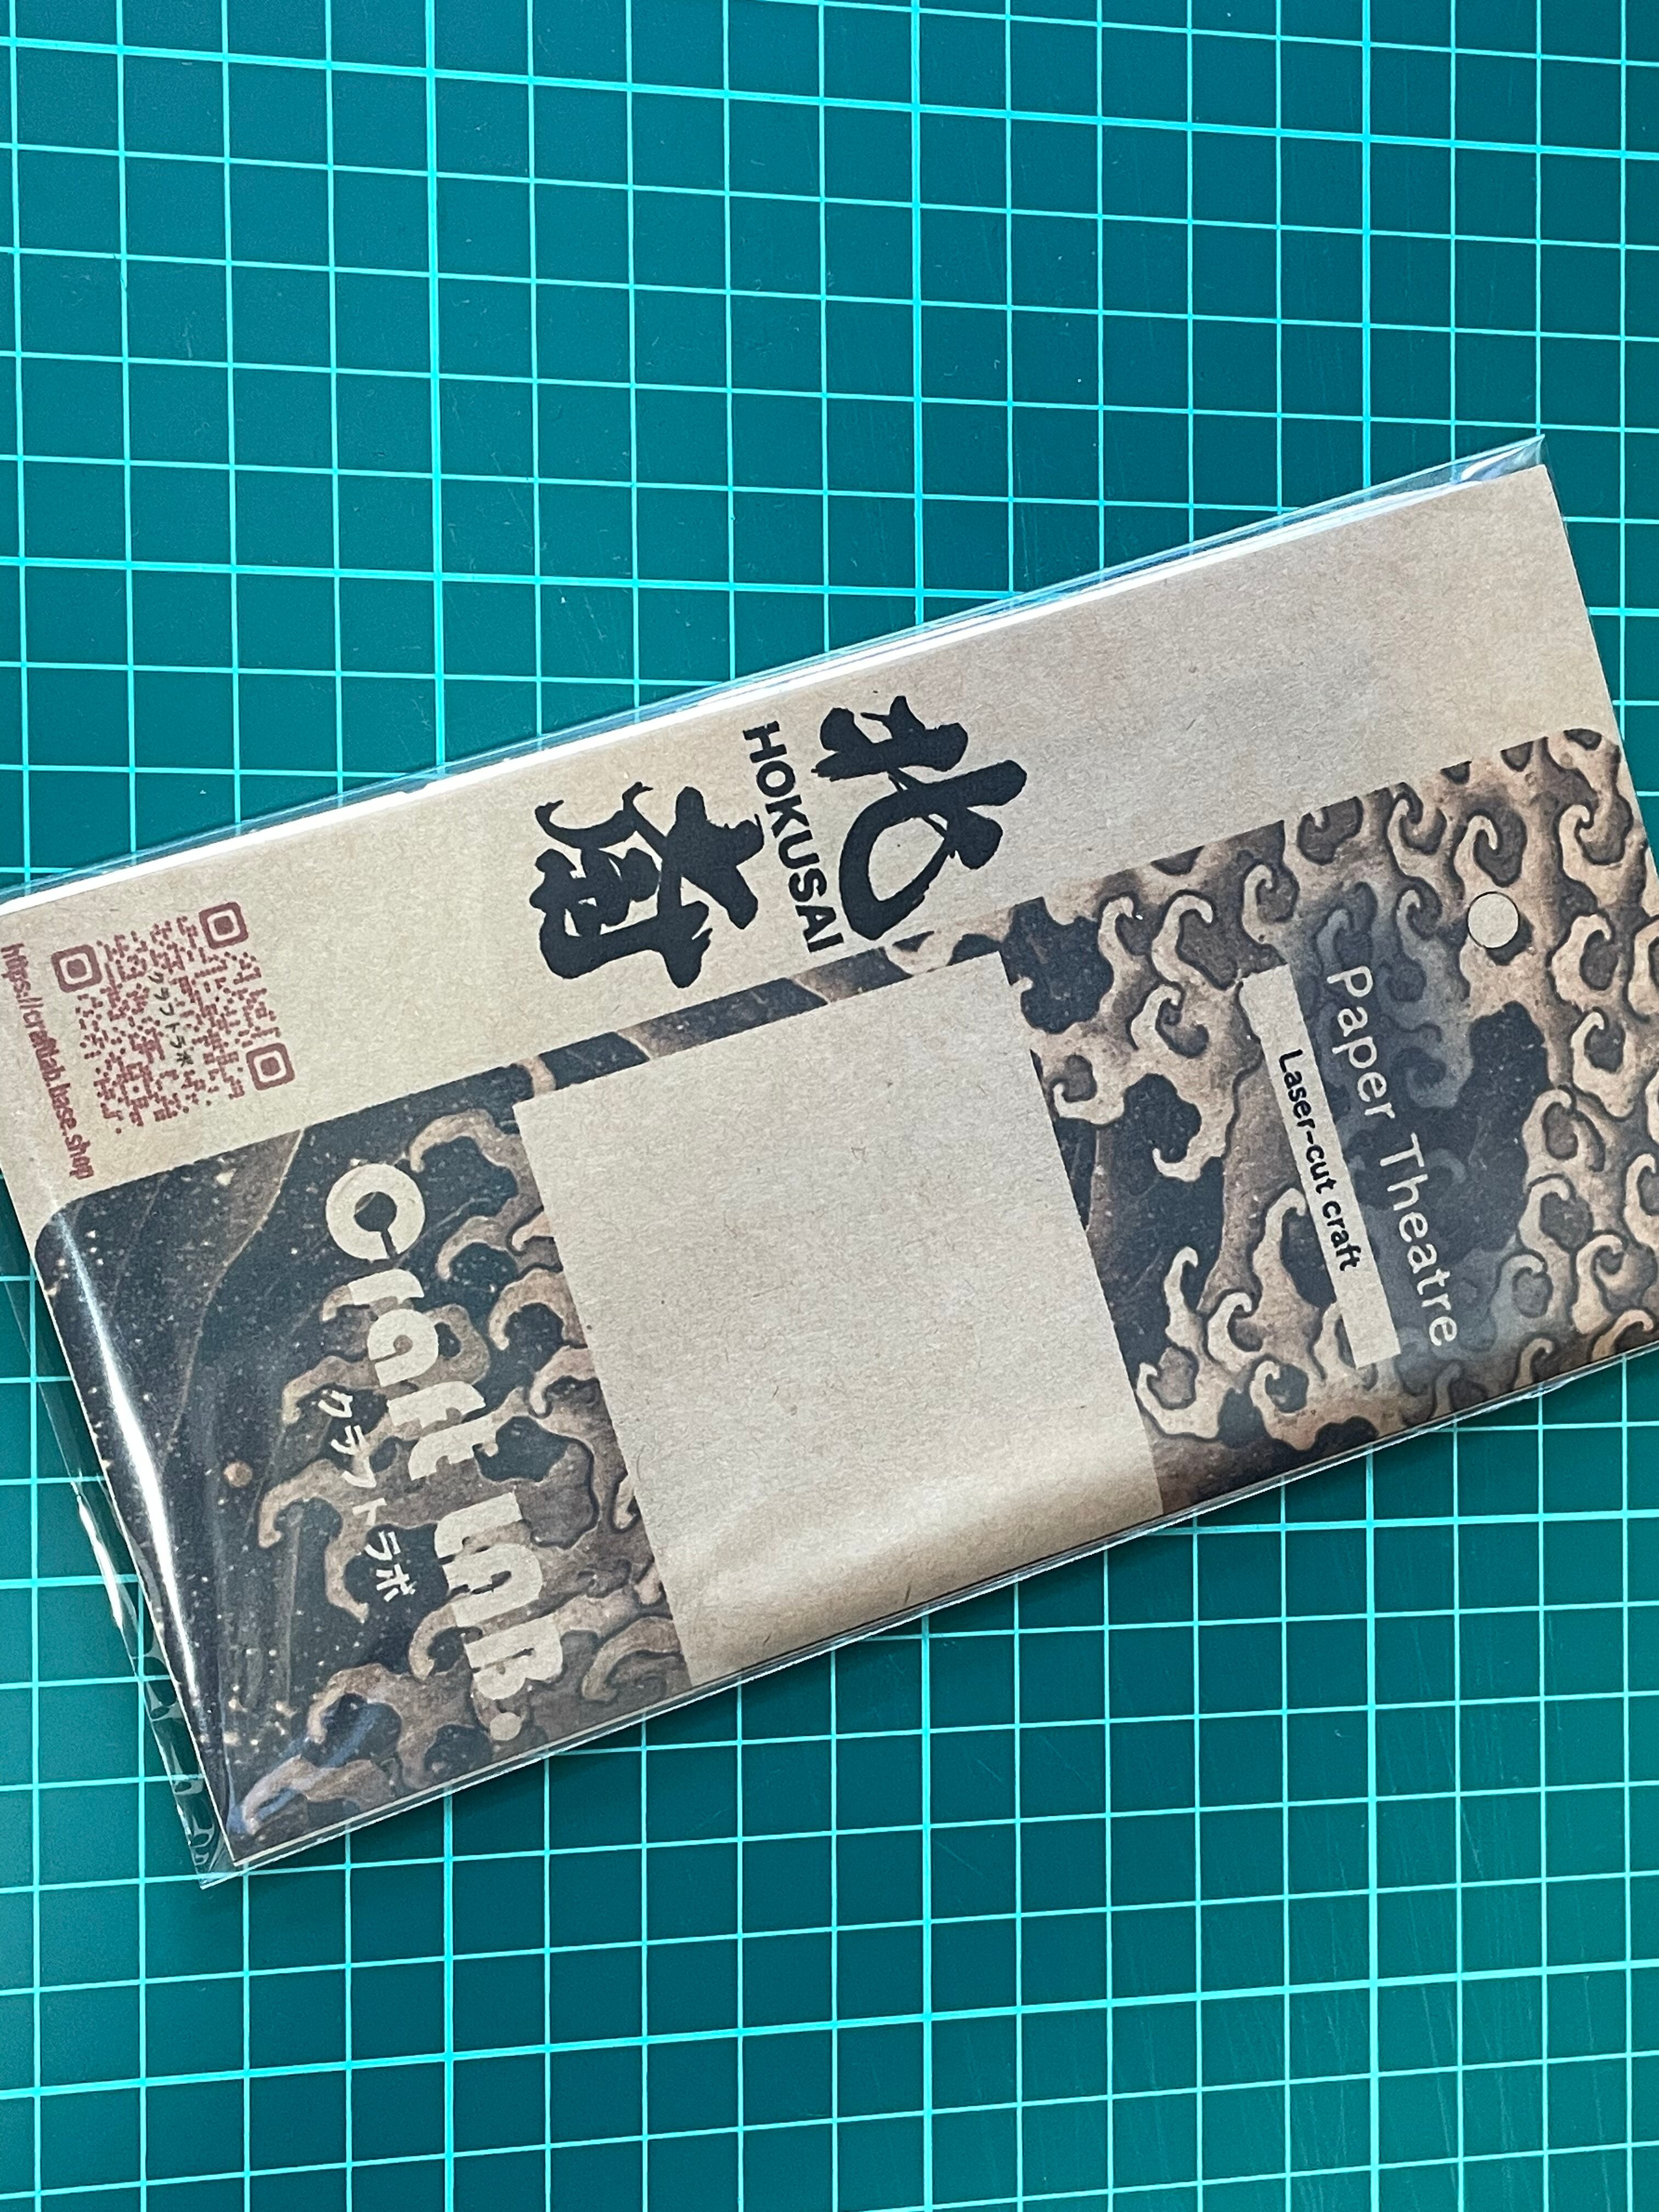 Paper Theatre
Laser-cut craft
北斎
HOKUSAI
Craft LAB.
クラフトラボ
クラフトラボ
https://craftlab.base.shop